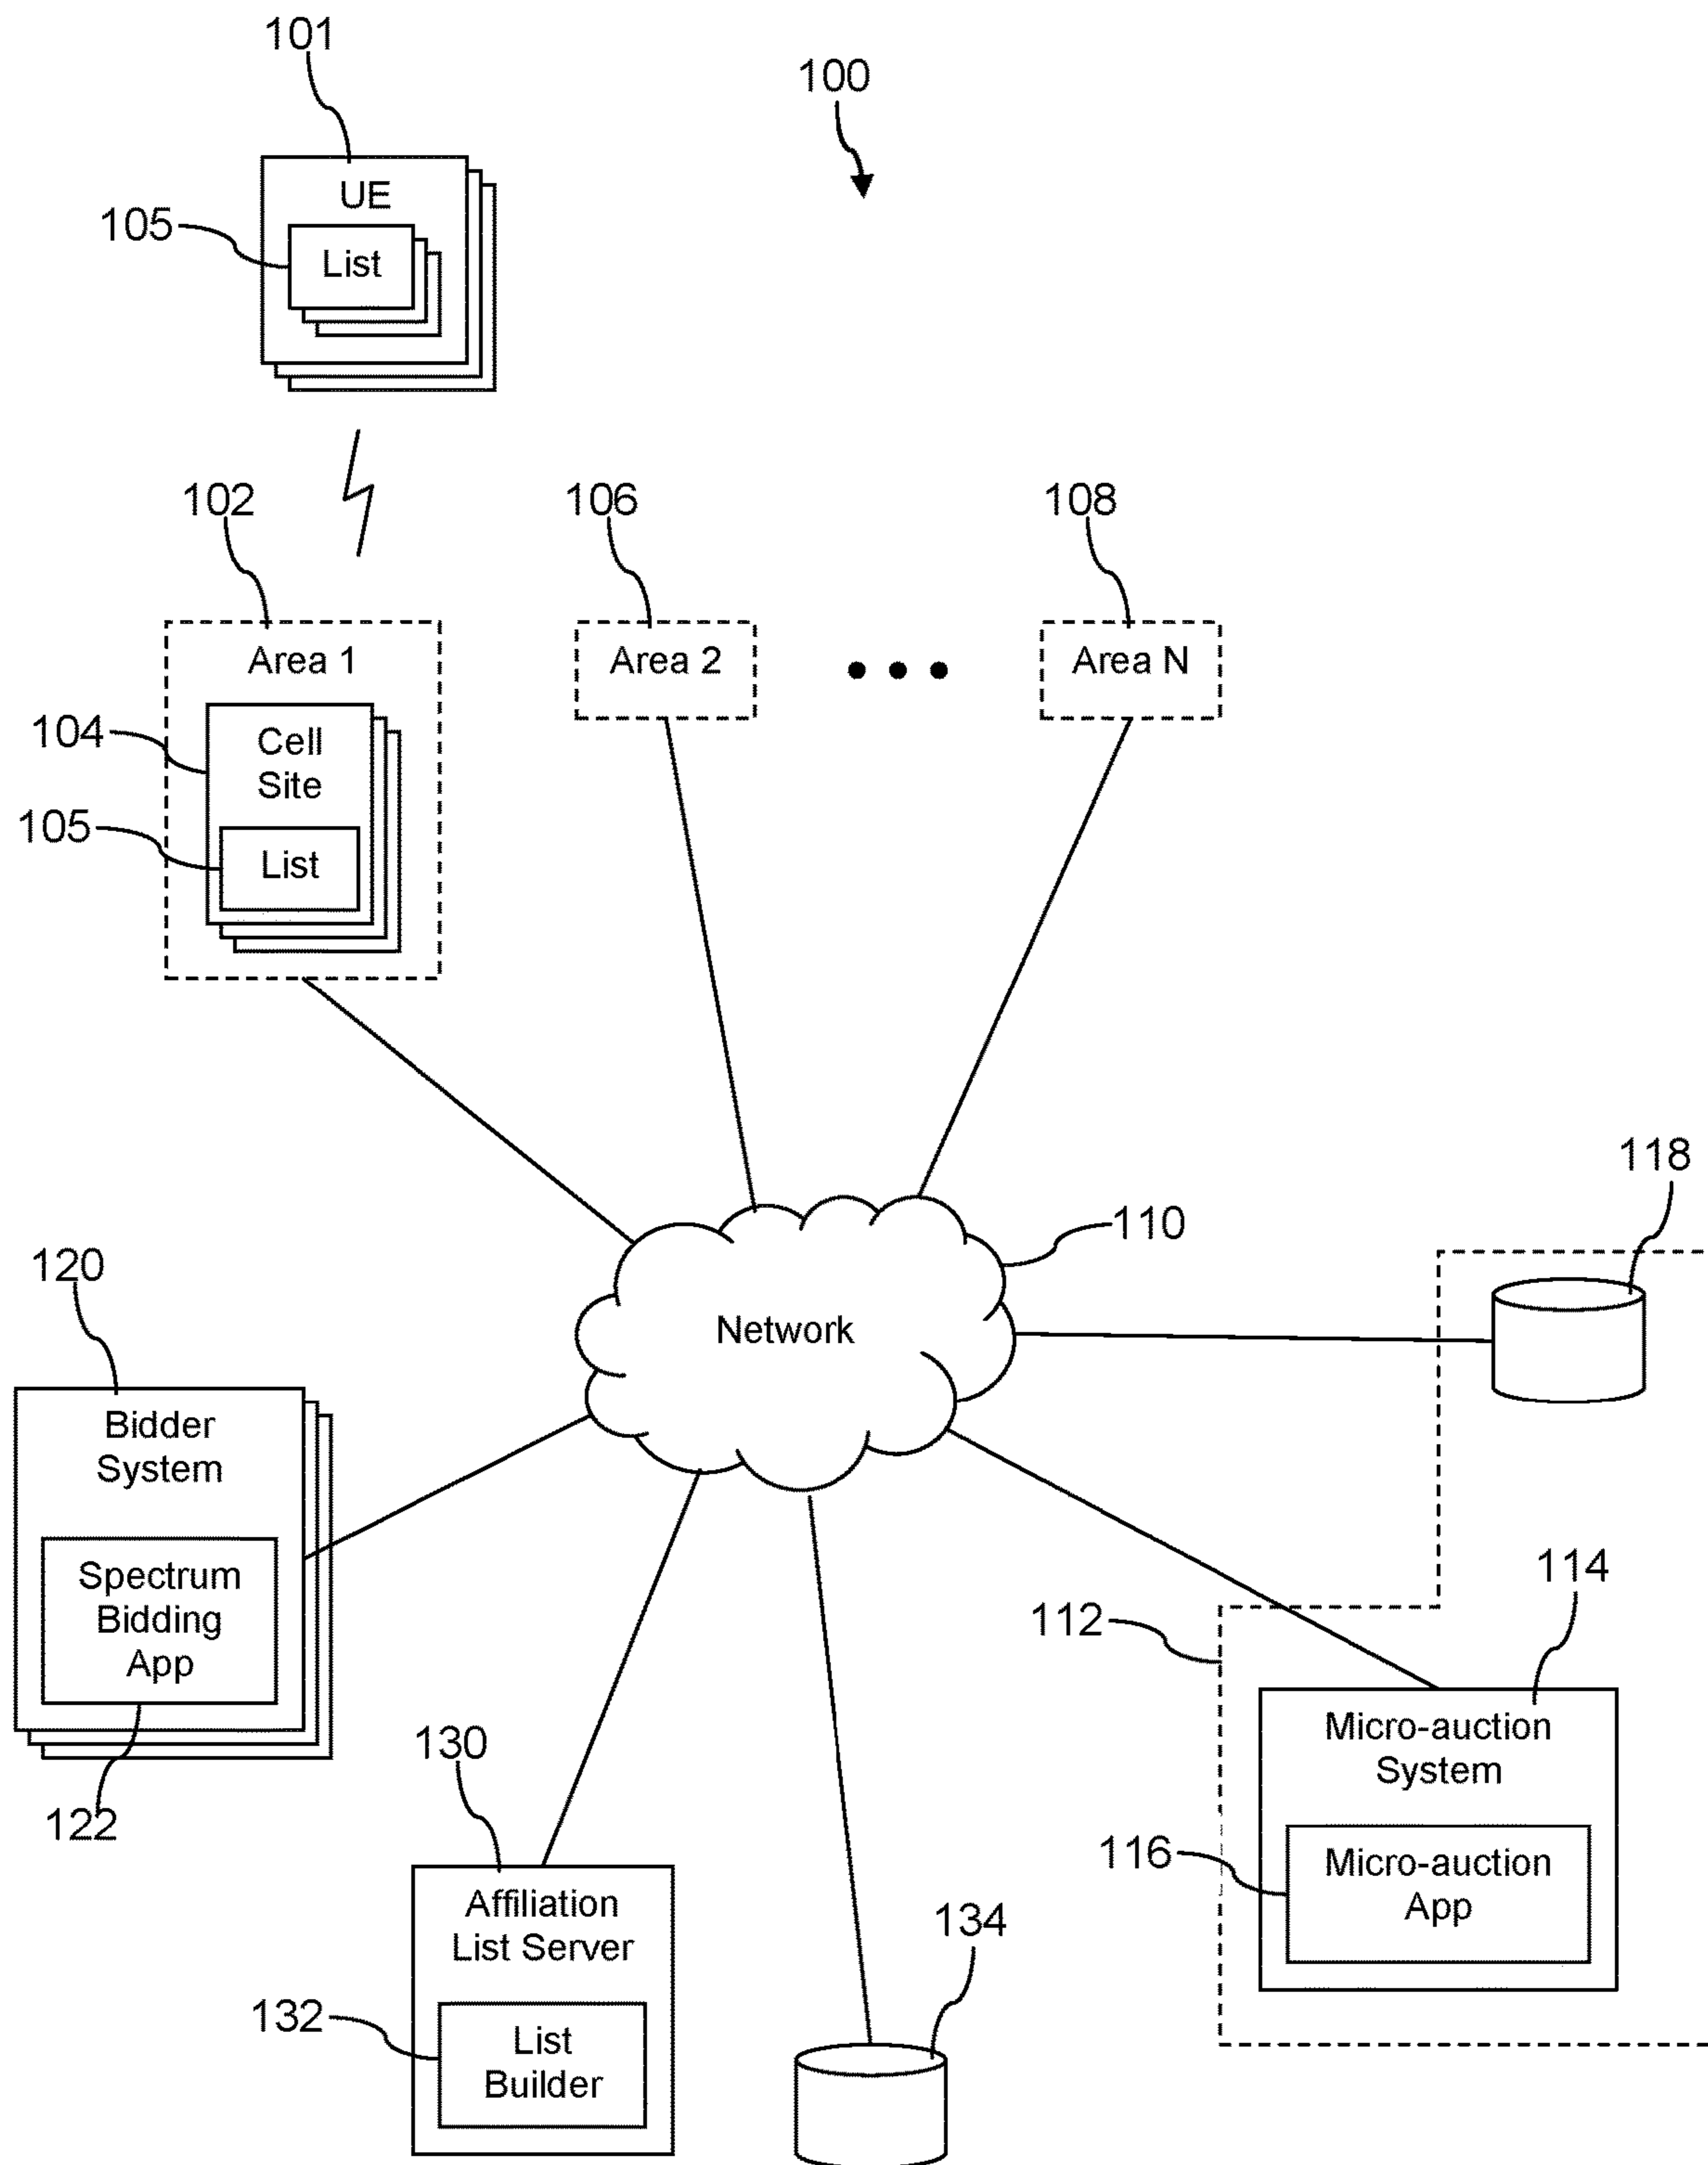 101
100
UE
105
List
102
106
108
Area 1
Area 2
Area N
104
Cell
Site
105
List
118
110
120
Network
Bidder
System
114
Spectrum
Bidding
App
112
Micro-auction
System
130
122
116
Micro-auction
App
Affiliation
List Server
134
132
List
Builder